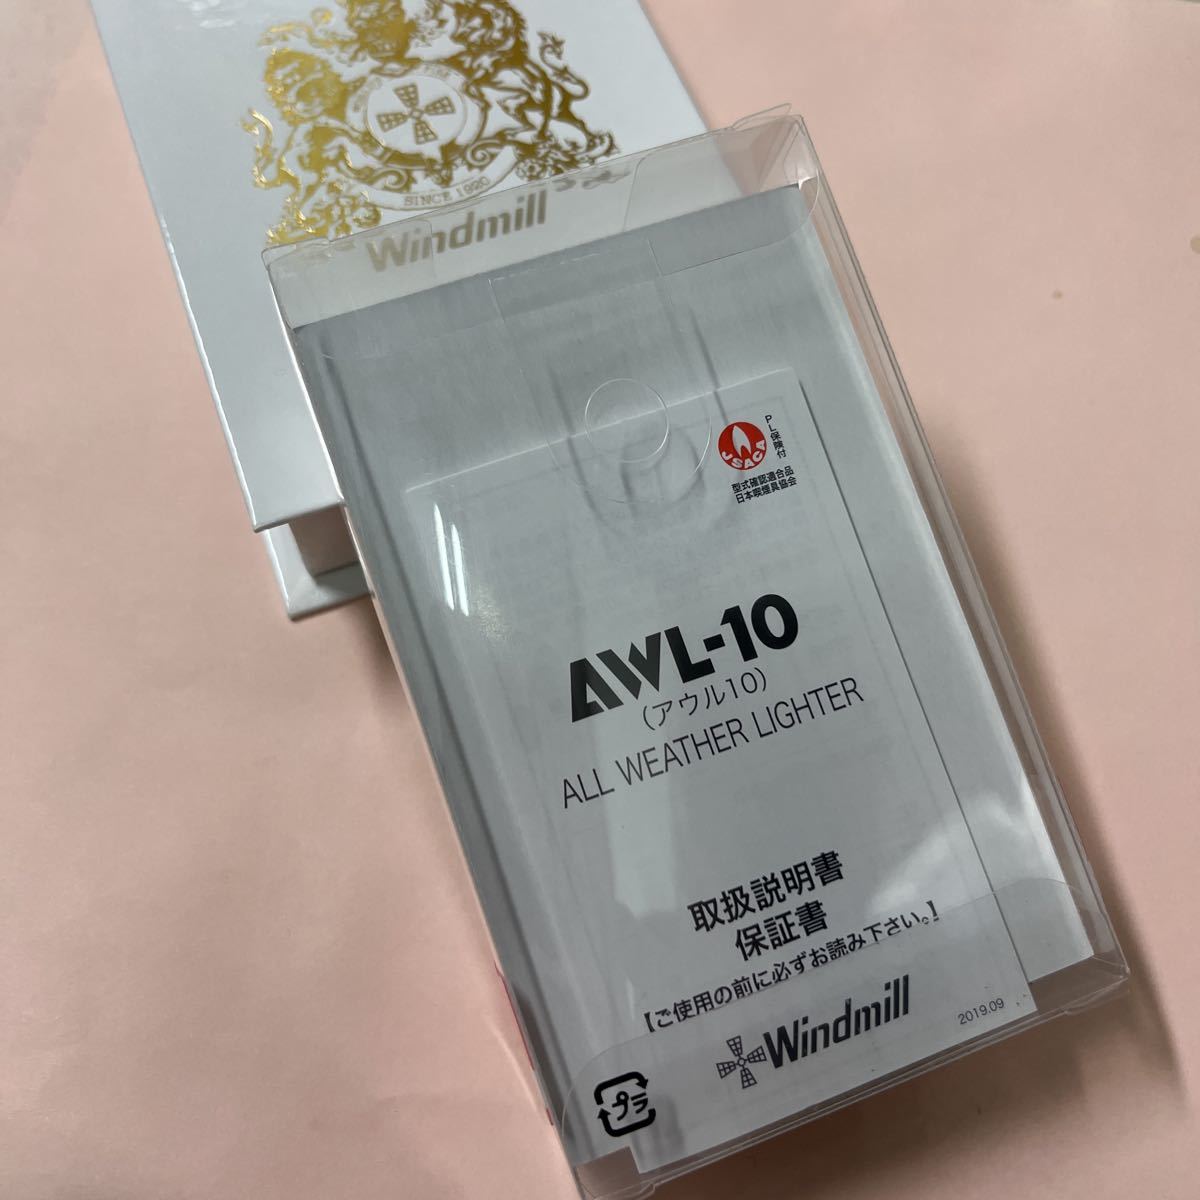 SINCE 1920
Windmill
JSACA
PL保険付
型式確認適合品
日本喫煙具協会
AWL-10
(アウル10)
ALL WEATHER LIGHTER
取扱説明書
保証書
【ご使用の前に必ずお読み下さい。】
Windmill
2019.09
プラ